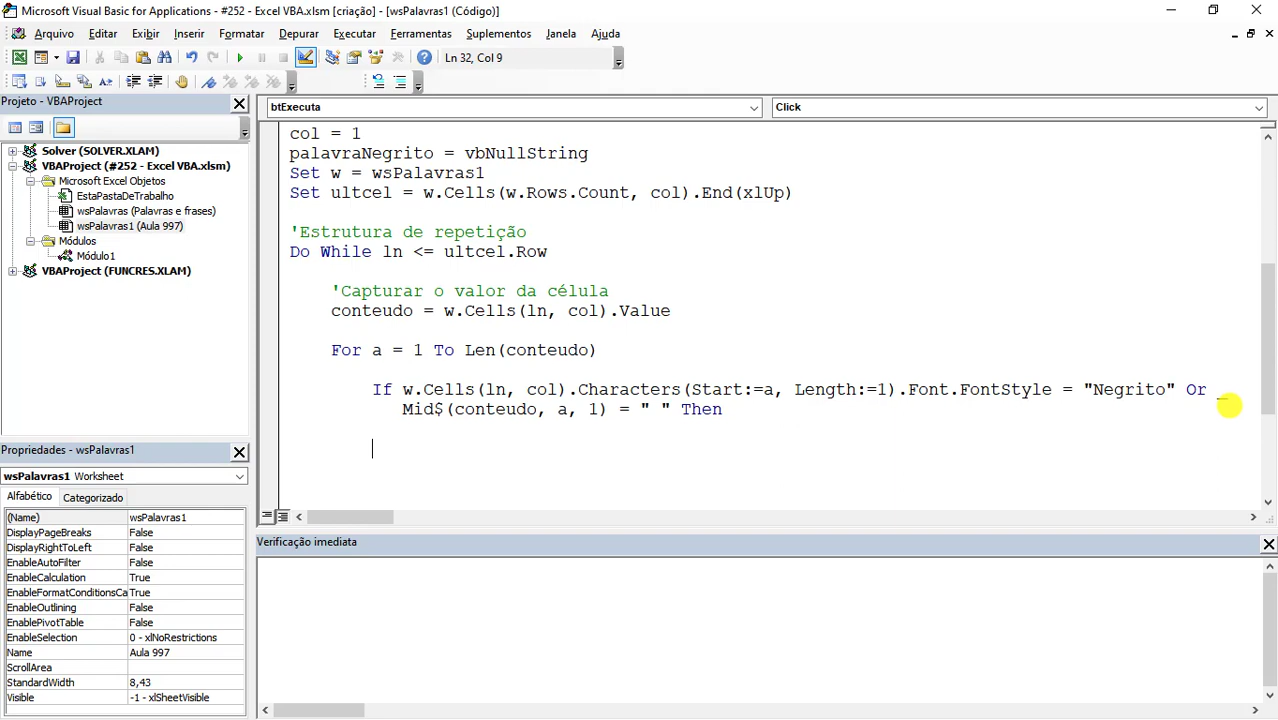 Microsoft Visual Basic for Applications - #252 - Excel VBA.xlsm [criação] - [wsPalavras1 (Código)]
Arquivo Editar Exibir Inserir Formatar Depurar Executar Ferramentas Suplementos Janela Ajuda
Ln 32, Col 9
Projeto - VBAProject
Solver (SOLVER.XLAM)
VBAProject (#252 - Excel VBA.xlsm)
Microsoft Excel Objetos
EstaPastaDeTrabalho
wsPalavras (Palavras e frases)
wsPalavras1 (Aula 997)
Módulos
Módulo1
VBAProject (FUNCRES.XLAM)
Propriedades - wsPalavras1
wsPalavras1 Worksheet
Alfabético Categorizado
(Name) wsPalavras1
DisplayPageBreaks False
DisplayRightToLeft False
EnableAutoFilter False
EnableCalculation True
EnableFormatConditionsCa True
EnableOutlining False
EnablePivotTable False
EnableSelection 0 - xlNoRestrictions
Name Aula 997
ScrollArea
StandardWidth 8,43
Visible -1 - xlSheetVisible
btExecuta Click
col = 1
palavraNegrito = vbNullString
Set w = wsPalavras1
Set ultcel = w.Cells(w.Rows.Count, col).End(xlUp)
'Estrutura de repetição
Do While ln <= ultcel.Row
'Capturar o valor da célula
conteudo = w.Cells(ln, col).Value
For a = 1 To Len(conteudo)
If w.Cells(ln, col).Characters(Start:=a, Length:=1).Font.FontStyle = "Negrito" Or _
Mid$(conteudo, a, 1) = " " Then
Verificação imediata